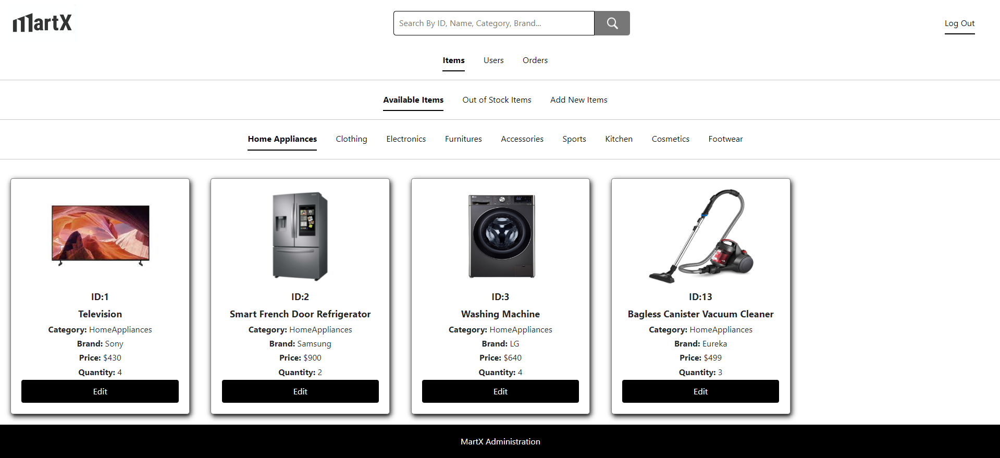 MartX
Search By ID, Name, Category, Brand...
Log Out
Items
Users
Orders
Available Items
Out of Stock Items
Add New Items
Home Appliances
Clothing
Electronics
Furnitures
Accessories
Sports
Kitchen
Cosmetics
Footwear
ID:1
Television
Category: HomeAppliances
Brand: Sony
Price: $430
Quantity: 4
Edit
ID:2
Smart French Door Refrigerator
Category: HomeAppliances
Brand: Samsung
Price: $900
Quantity: 2
Edit
ID:3
Washing Machine
Category: HomeAppliances
Brand: LG
Price: $640
Quantity: 4
Edit
ID:13
Bagless Canister Vacuum Cleaner
Category: HomeAppliances
Brand: Eureka
Price: $499
Quantity: 3
Edit
MartX Administration